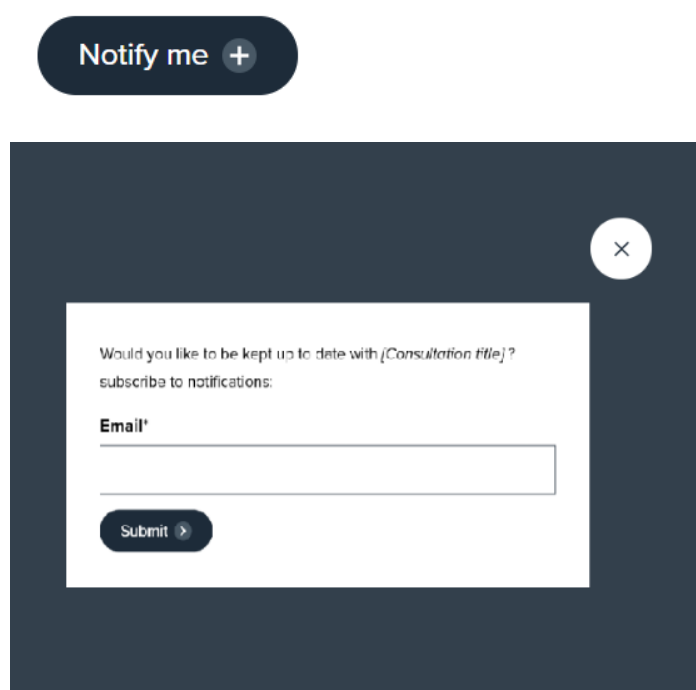 Notify me
Would you like to be kept up to date with [Consultation title] ?
subscribe to notifications:
Email*
Submit